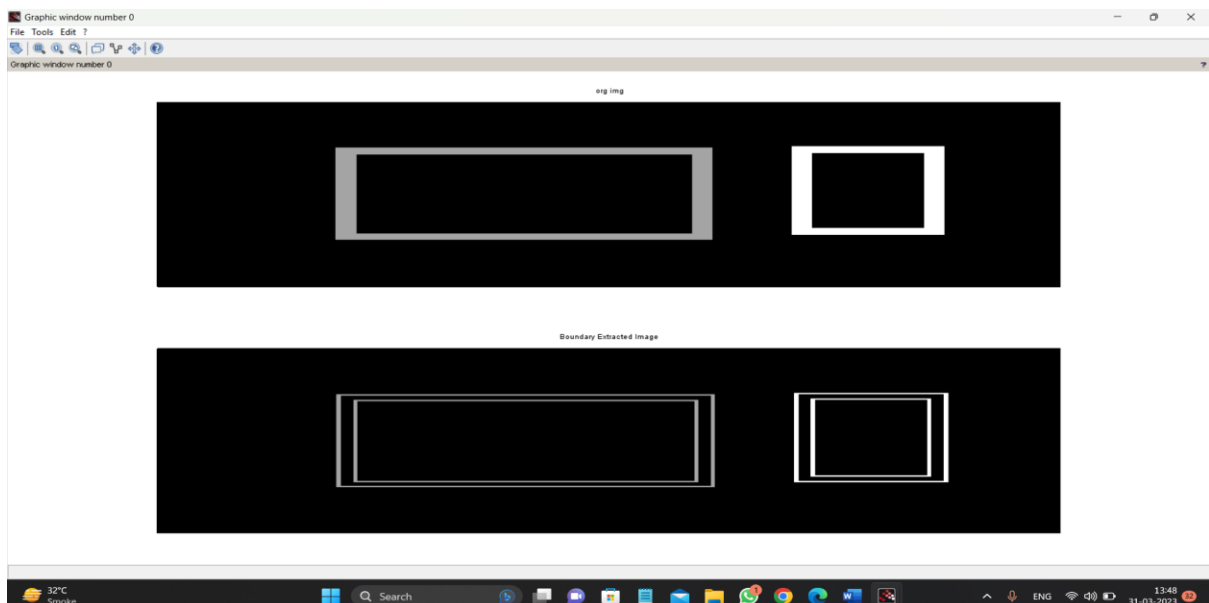 Graphic window number 0
File Tools Edit ?
Graphic window number 0 ?
org img
Boundary Extracted Image
32°C
Smoke
Search
ENG
13:48
31-03-2023
32